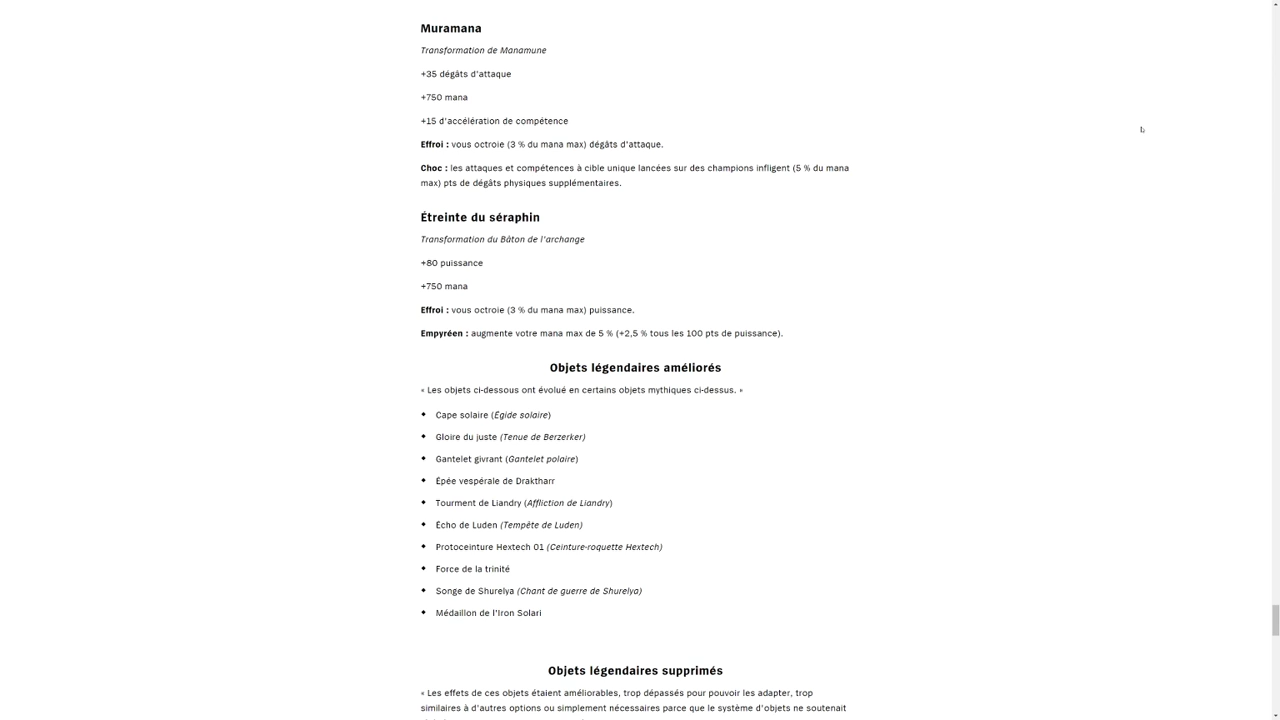 Muramana
Transformation de Manamune
+35 dégâts d'attaque
+750 mana
+15 d'accélération de compétence
Effroi : vous octroie (3 % du mana max) dégâts d'attaque.
Choc : les attaques et compétences à cible unique lancées sur des champions infligent (5 % du mana
max) pts de dégâts physiques supplémentaires.
Étreinte du séraphin
Transformation du Bâton de l'archange
+80 puissance
+750 mana
Effroi : vous octroie (3 % du mana max) puissance.
Empyréen : augmente votre mana max de 5 % (+2,5 % tous les 100 pts de puissance).
Objets légendaires améliorés
« Les objets ci-dessous ont évolué en certains objets mythiques ci-dessus. »
Cape solaire (Égide solaire)
Gloire du juste (Tenue de Berzerker)
Gantelet givrant (Gantelet polaire)
Épée vespérale de Draktharr
Tourment de Liandry (Affliction de Liandry)
Écho de Luden (Tempête de Luden)
Protoceinture Hextech 01 (Ceinture-roquette Hextech)
Force de la trinité
Songe de Shurelya (Chant de guerre de Shurelya)
Médaillon de l'Iron Solari
Objets légendaires supprimés
« Les effets de ces objets étaient améliorables, trop dépassés pour pouvoir les adapter, trop
similaires à d'autres options ou simplement nécessaires parce que le système d'objets ne soutenait